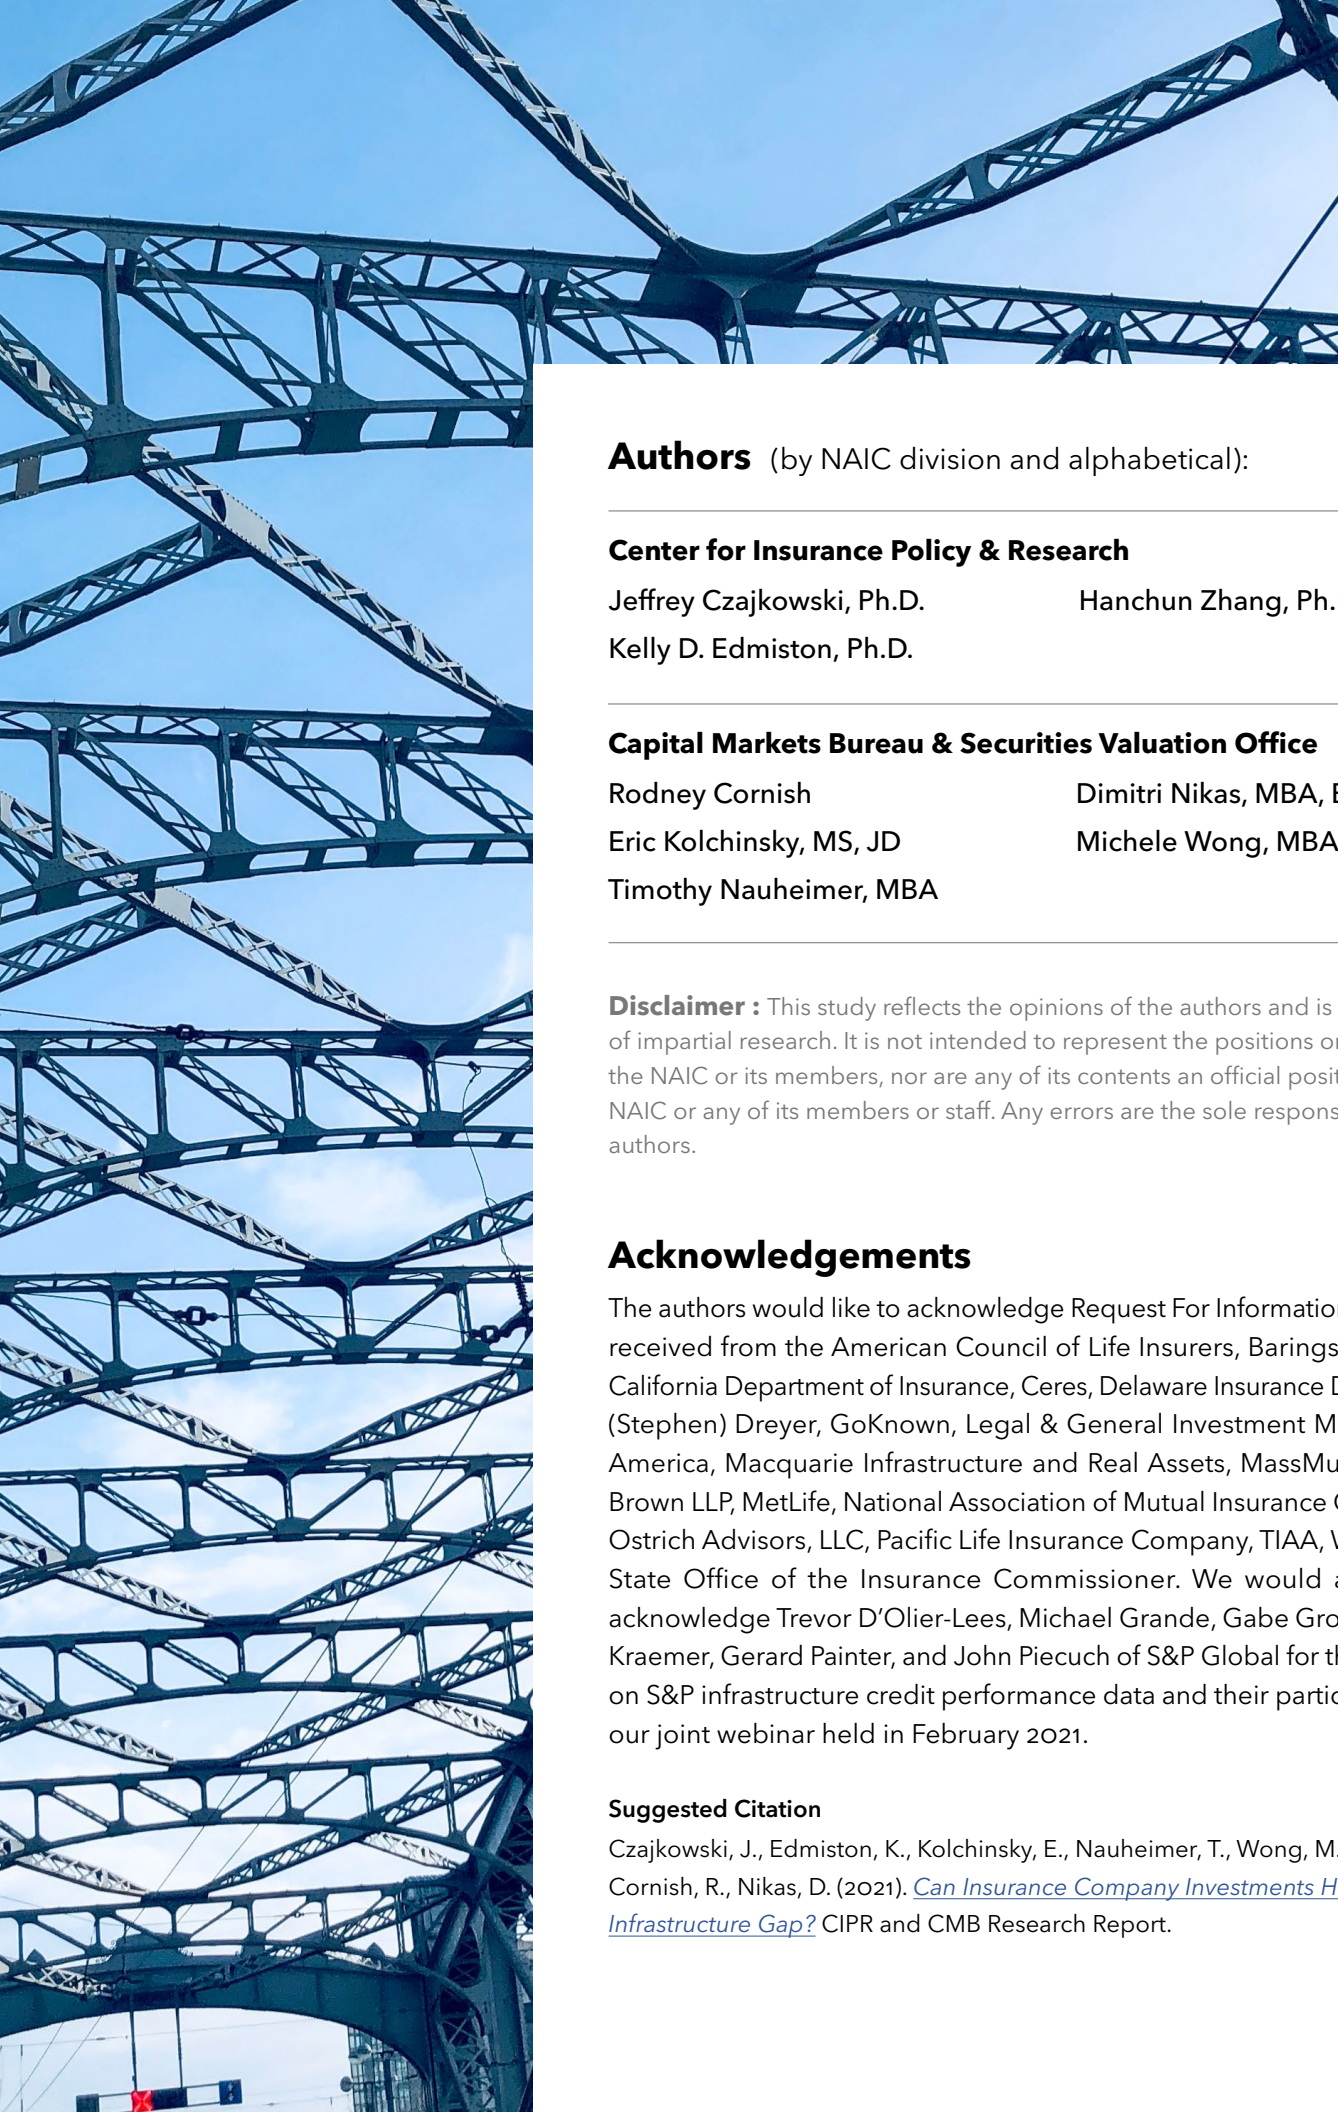 Authors (by NAIC division and alphabetical):
Center for Insurance Policy & Research
Jeffrey Czajkowski, Ph.D. Hanchun Zhang, Ph.
Kelly D. Edmiston, Ph.D.
Capital Markets Bureau & Securities Valuation Office
Rodney Cornish Dimitri Nikas, MBA,
Eric Kolchinsky, MS, JD Michele Wong, MBA
Timothy Nauheimer, MBA
Disclaimer : This study reflects the opinions of the authors and is
of impartial research. It is not intended to represent the positions or
the NAIC or its members, nor are any of its contents an official posit
NAIC or any of its members or staff. Any errors are the sole respons
authors.
Acknowledgements
The authors would like to acknowledge Request For Information
received from the American Council of Life Insurers, Barings
California Department of Insurance, Ceres, Delaware Insurance D
(Stephen) Dreyer, GoKnown, Legal & General Investment M
America, Macquarie Infrastructure and Real Assets, MassMu
Brown LLP, MetLife, National Association of Mutual Insurance
Ostrich Advisors, LLC, Pacific Life Insurance Company, TIAA,
State Office of the Insurance Commissioner. We would a
acknowledge Trevor D’Olier-Lees, Michael Grande, Gabe Gro
Kraemer, Gerard Painter, and John Piecuch of S&P Global for th
on S&P infrastructure credit performance data and their partic
our joint webinar held in February 2021.
Suggested Citation
Czajkowski, J., Edmiston, K., Kolchinsky, E., Nauheimer, T., Wong, M.
Cornish, R., Nikas, D. (2021). Can Insurance Company Investments H
Infrastructure Gap? CIPR and CMB Research Report.